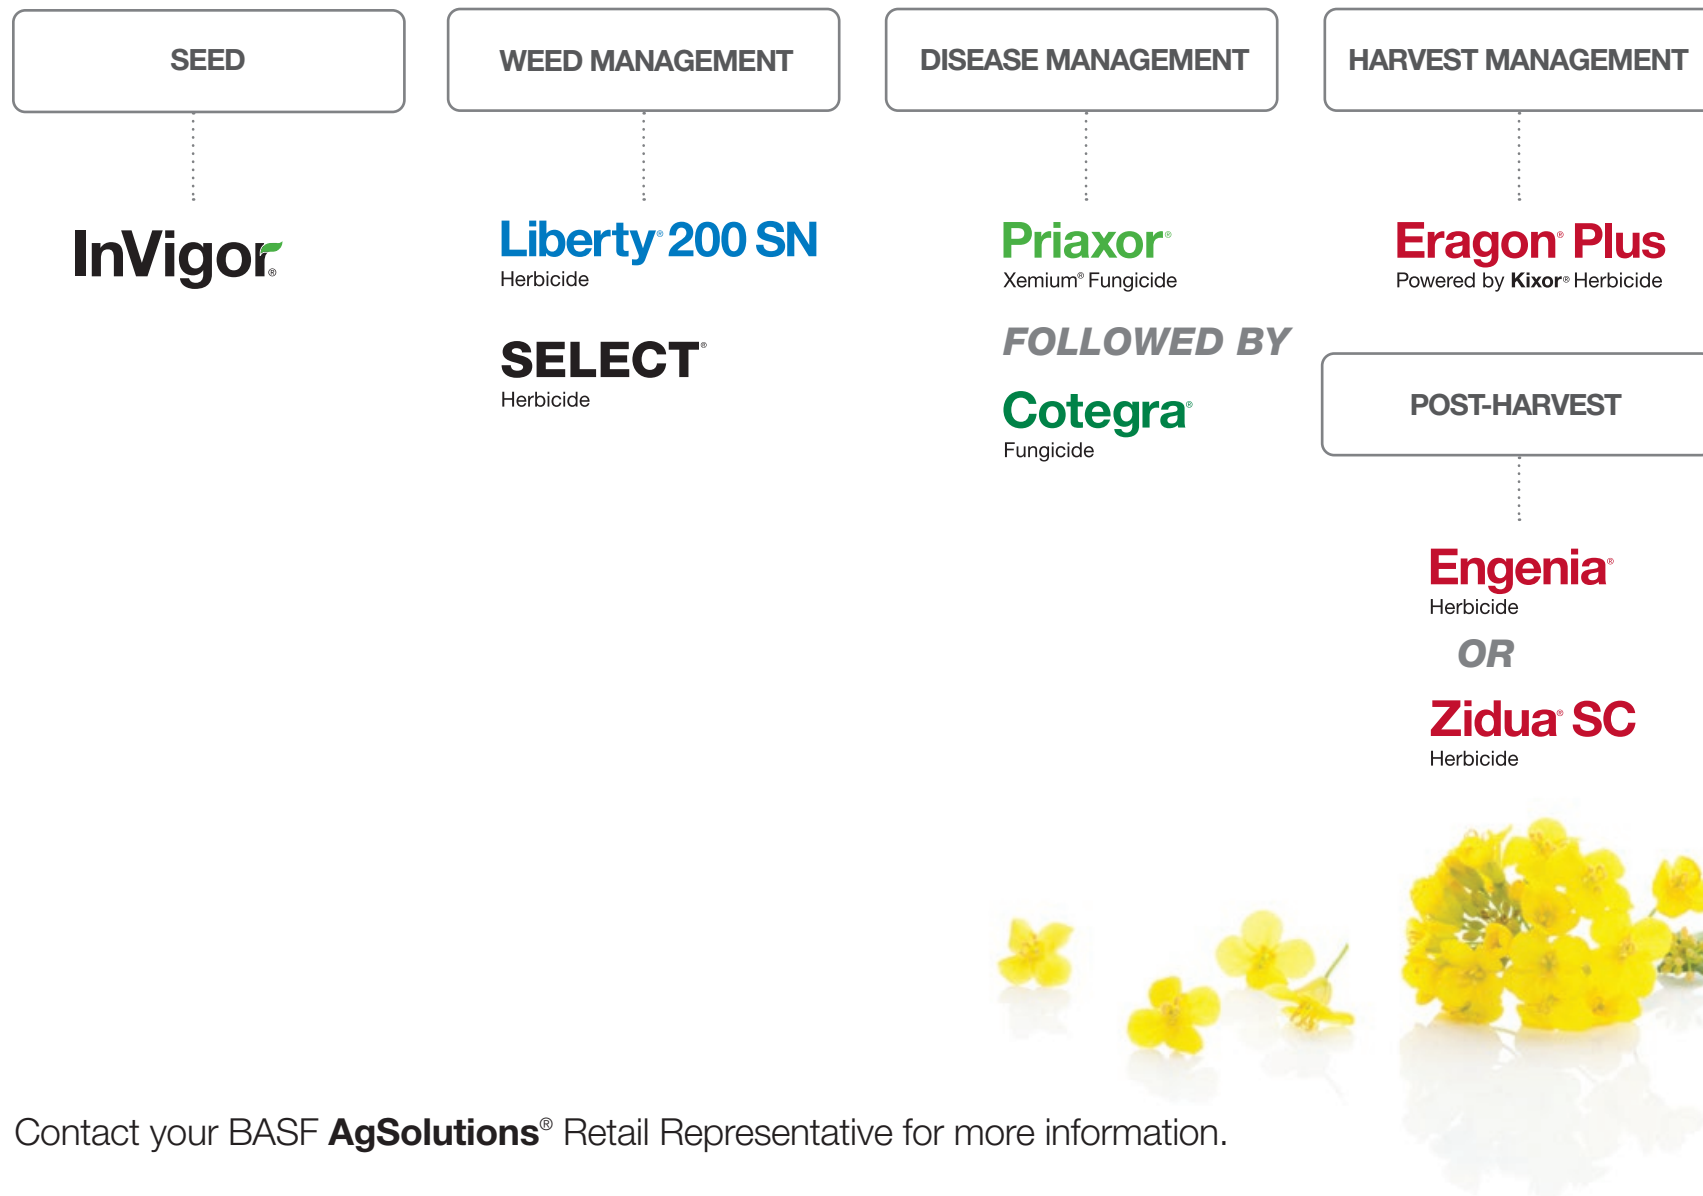 SEED
InVigor®
WEED MANAGEMENT
Liberty® 200 SN
Herbicide
SELECT®
Herbicide
DISEASE MANAGEMENT
Priaxor®
Xemium® Fungicide
FOLLOWED BY
Cotegra®
Fungicide
HARVEST MANAGEMENT
Eragon® Plus
Powered by Kixor® Herbicide
POST-HARVEST
Engenia®
Herbicide
OR
Zidua® SC
Herbicide
Contact your BASF AgSolutions® Retail Representative for more information.